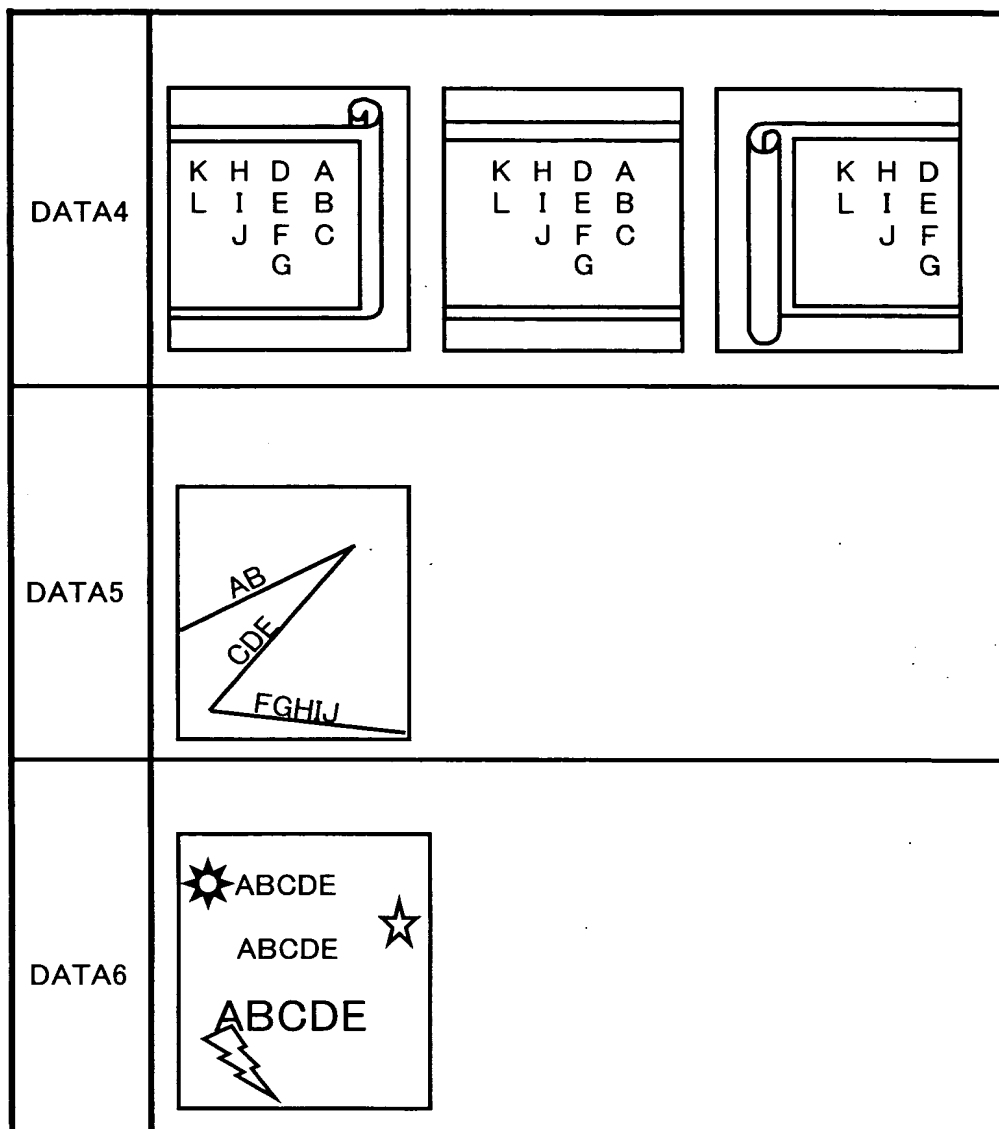 DATA4
ABC
DEFG
HIJ
KL
ABC
DEFG
HIJ
KL
DEFG
HIJ
KL
DATA5
AB
CDE
FGHIJ
DATA6
ABCDE
ABCDE
ABCDE